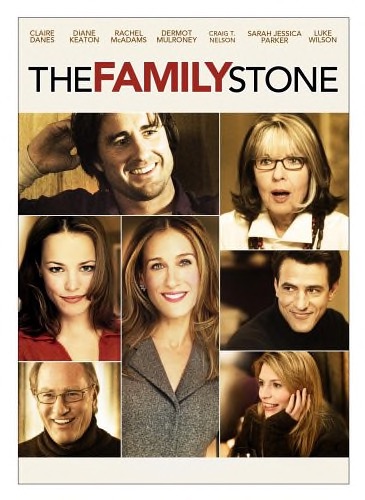 CLAIRE DANES DIANE KEATON RACHEL McADAMS DERMOT MULRONEY CRAIG T. NELSON SARAH JESSICA PARKER LUKE WILSON
THE FAMILY STONE